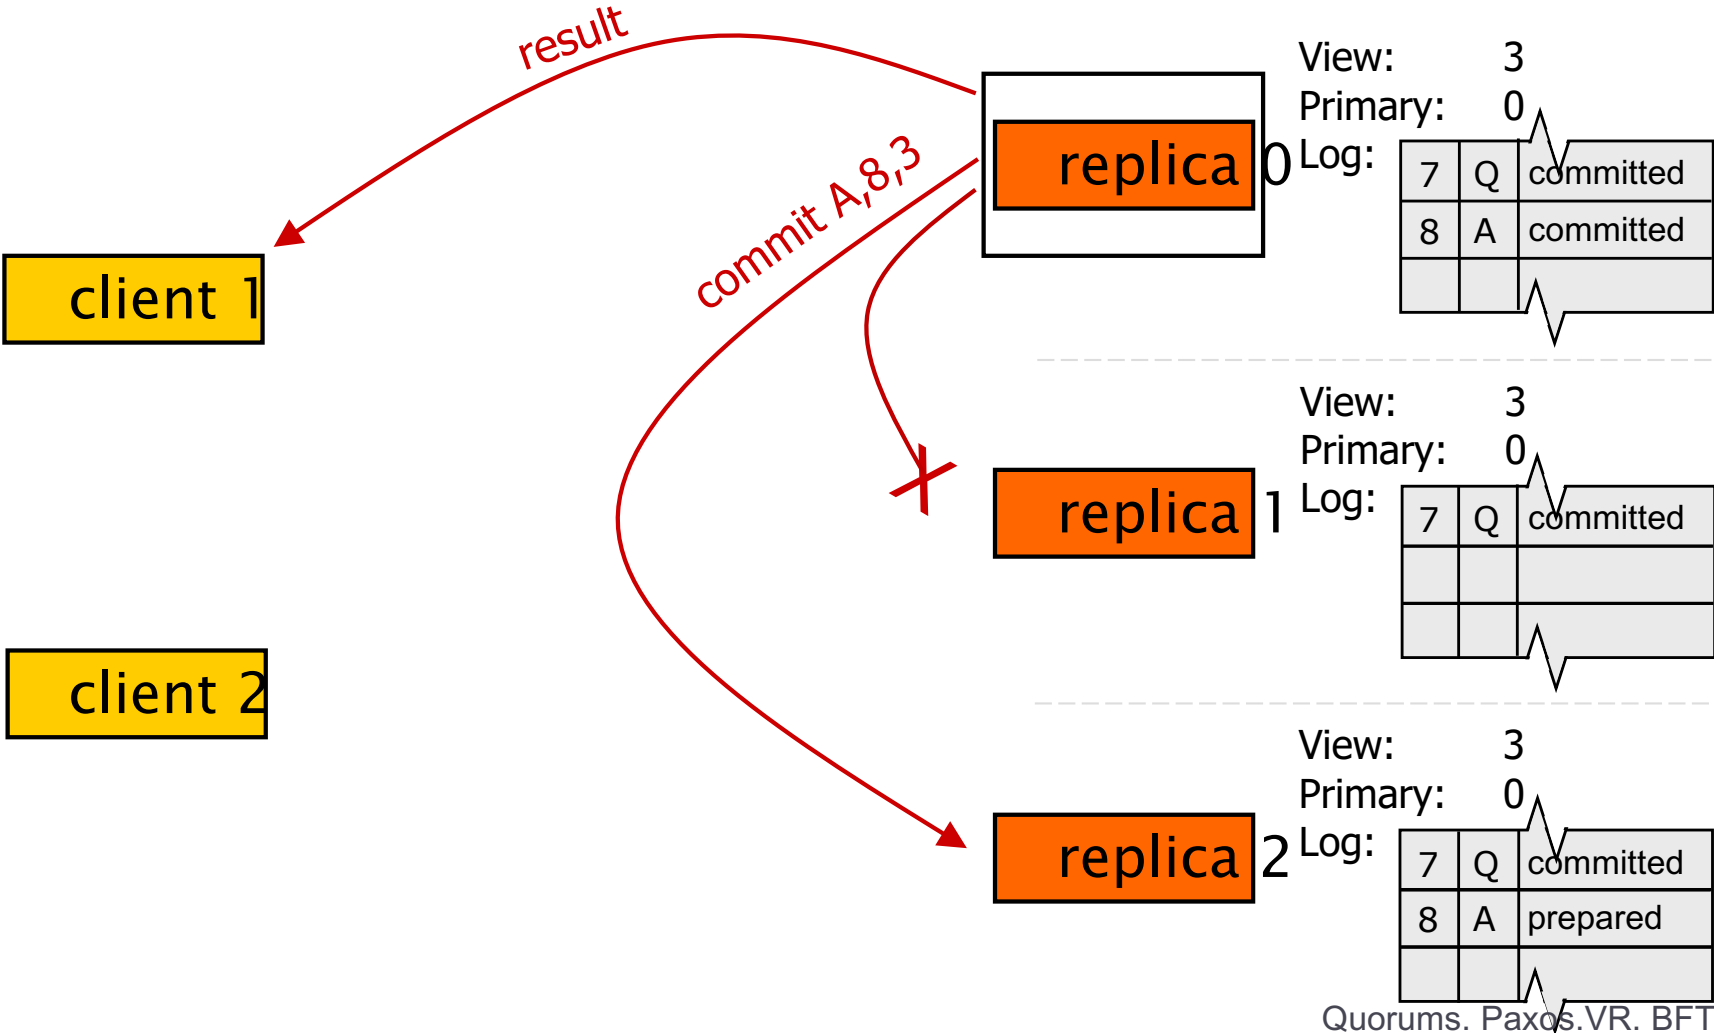 result
commit A,8,3
client 1
client 2
replica 0
View: 3
Primary: 0
Log:
7 Q committed
8 A committed
replica 1
View: 3
Primary: 0
Log:
7 Q committed
replica 2
View: 3
Primary: 0
Log:
7 Q committed
8 A prepared
Quorums. Paxos.VR. BFT